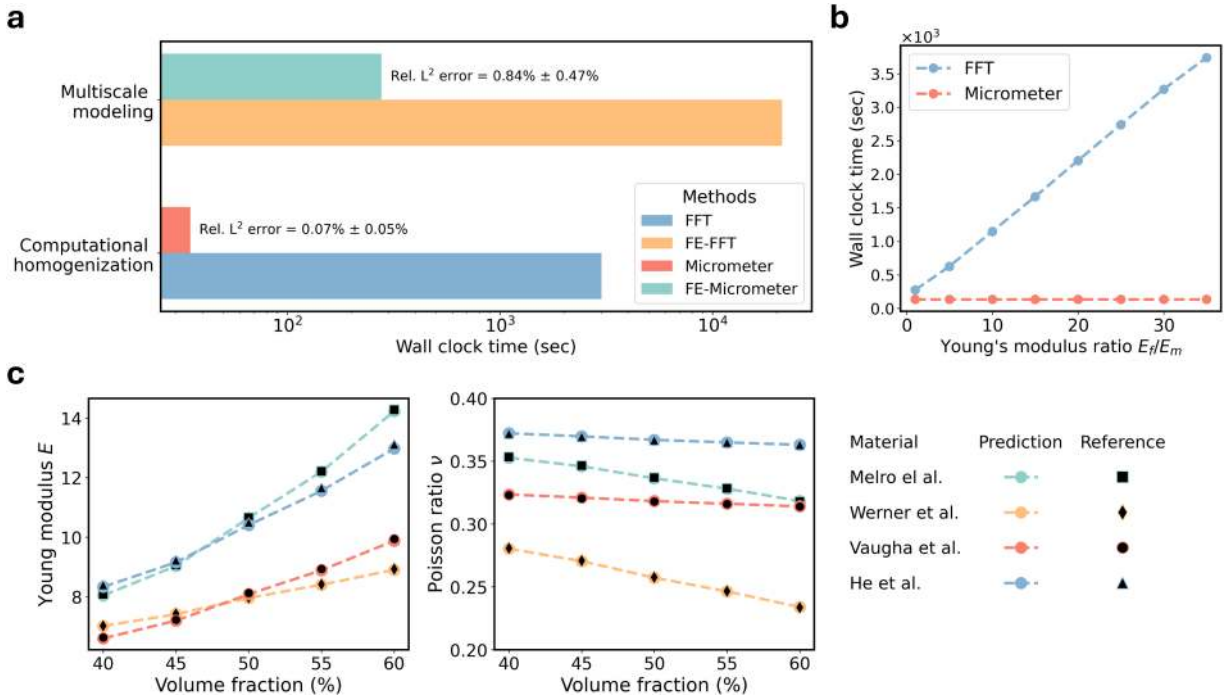 a
Multiscale
modeling
Computational
homogenization
Rel. L² error = 0.84% ± 0.47%
Rel. L² error = 0.07% ± 0.05%
Methods
FFT
FE-FFT
Micrometer
FE-Micrometer
10² 10³ 10⁴
Wall clock time (sec)
b
×10³
Wall clock time (sec)
3.5
3.0
2.5
2.0
1.5
1.0
0.5
0.0
FFT
Micrometer
0 10 20 30
Young's modulus ratio E_f/E_m
c
Young modulus E
14
12
10
8
40 45 50 55 60
Volume fraction (%)
Poisson ratio ν
0.40
0.35
0.30
0.25
0.20
40 45 50 55 60
Volume fraction (%)
Material Prediction Reference
Melro el al.
Werner et al.
Vaugha et al.
He et al.